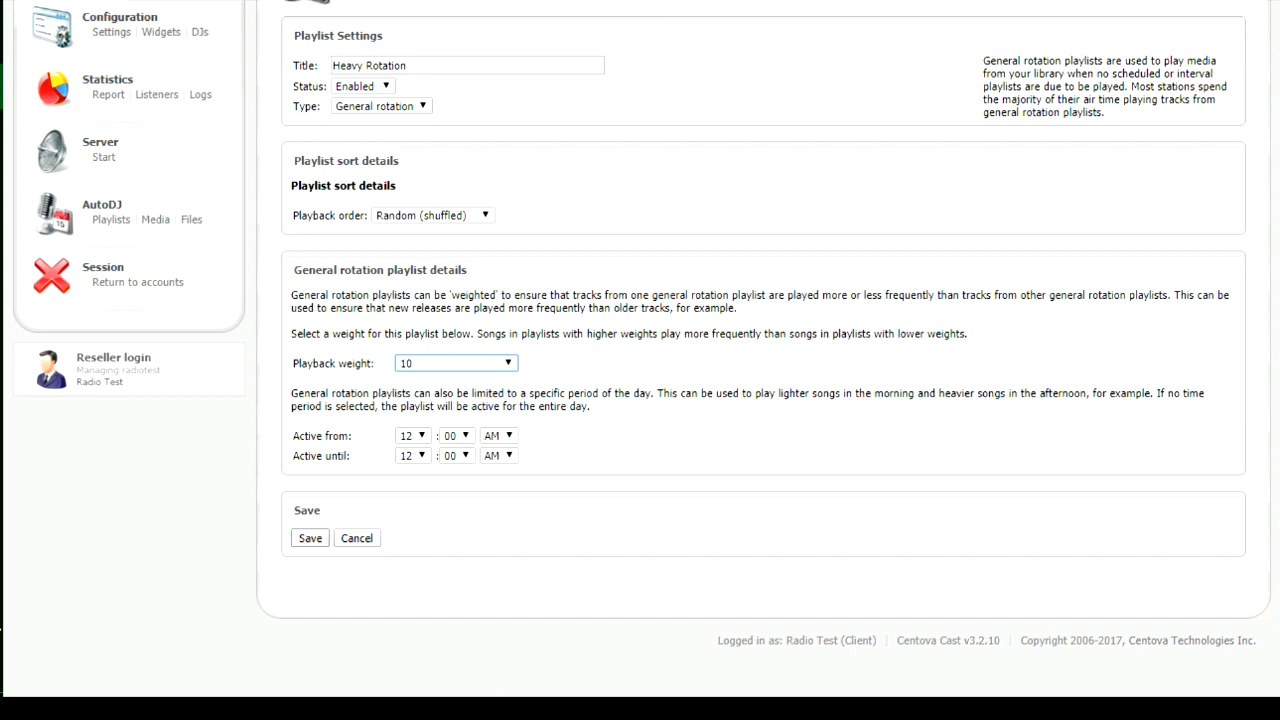 Configuration
Settings Widgets DJs
Statistics
Report Listeners Logs
Server
Start
AutoDJ
Playlists Media Files
Session
Return to accounts
Reseller login
Managing radiotest
Radio Test
Playlist Settings
Title: Heavy Rotation
Status: Enabled
Type: General rotation
General rotation playlists are used to play media
from your library when no scheduled or interval
playlists are due to be played. Most stations spend
the majority of their air time playing tracks from
general rotation playlists.
Playlist sort details
Playlist sort details
Playback order: Random (shuffled)
General rotation playlist details
General rotation playlists can be 'weighted' to ensure that tracks from one general rotation playlist are played more or less frequently than tracks from other general rotation playlists. This can be
used to ensure that new releases are played more frequently than older tracks, for example.
Select a weight for this playlist below. Songs in playlists with higher weights play more frequently than songs in playlists with lower weights.
Playback weight: 10
General rotation playlists can also be limited to a specific period of the day. This can be used to play lighter songs in the morning and heavier songs in the afternoon, for example. If no time
period is selected, the playlist will be active for the entire day.
Active from: 12 : 00 AM
Active until: 12 : 00 AM
Save
Save Cancel
Logged in as: Radio Test (Client) | Centova Cast v3.2.10 | Copyright 2006-2017, Centova Technologies Inc.
15